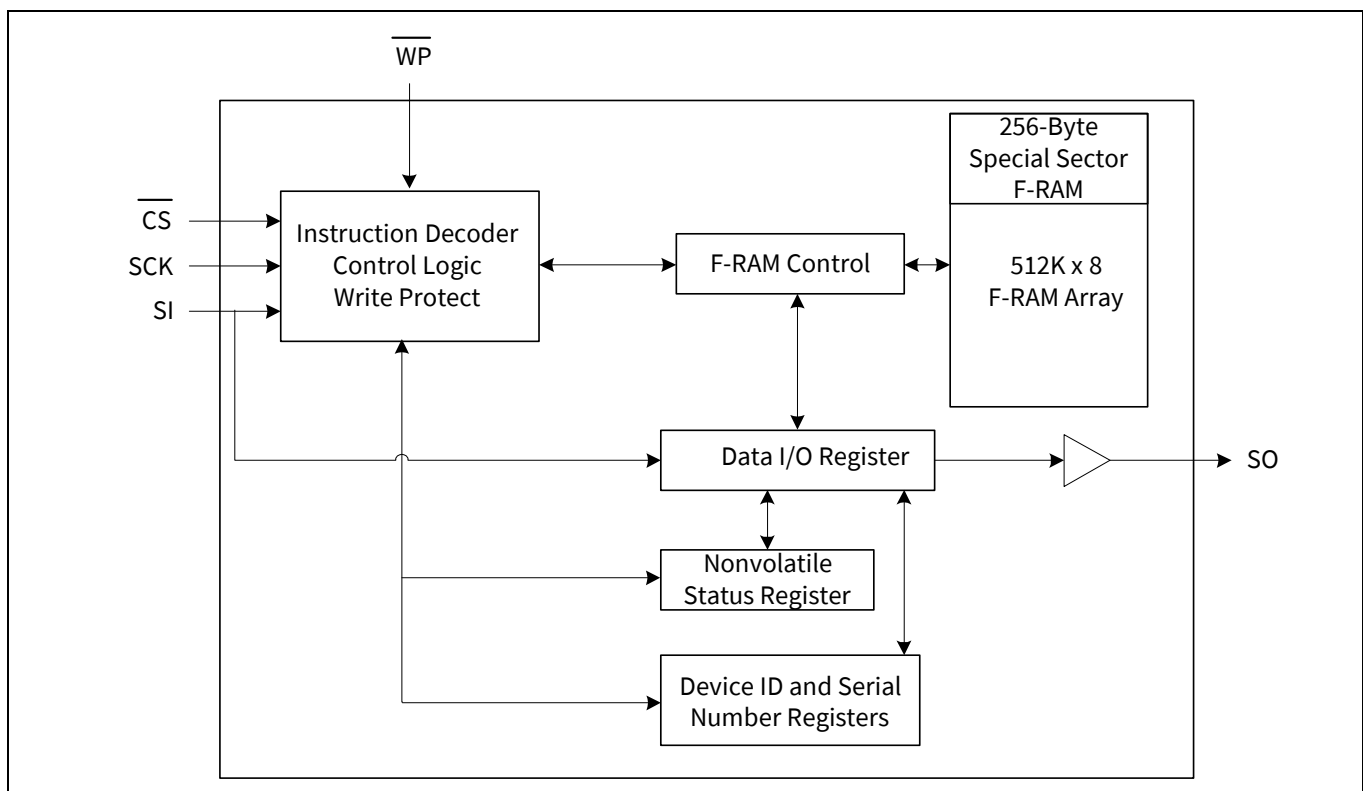 WP
256-Byte
Special Sector
F-RAM
CS
SCK
SI
Instruction Decoder
Control Logic
Write Protect
F-RAM Control
512K x 8
F-RAM Array
Data I/O Register
SO
Nonvolatile
Status Register
Device ID and Serial
Number Registers